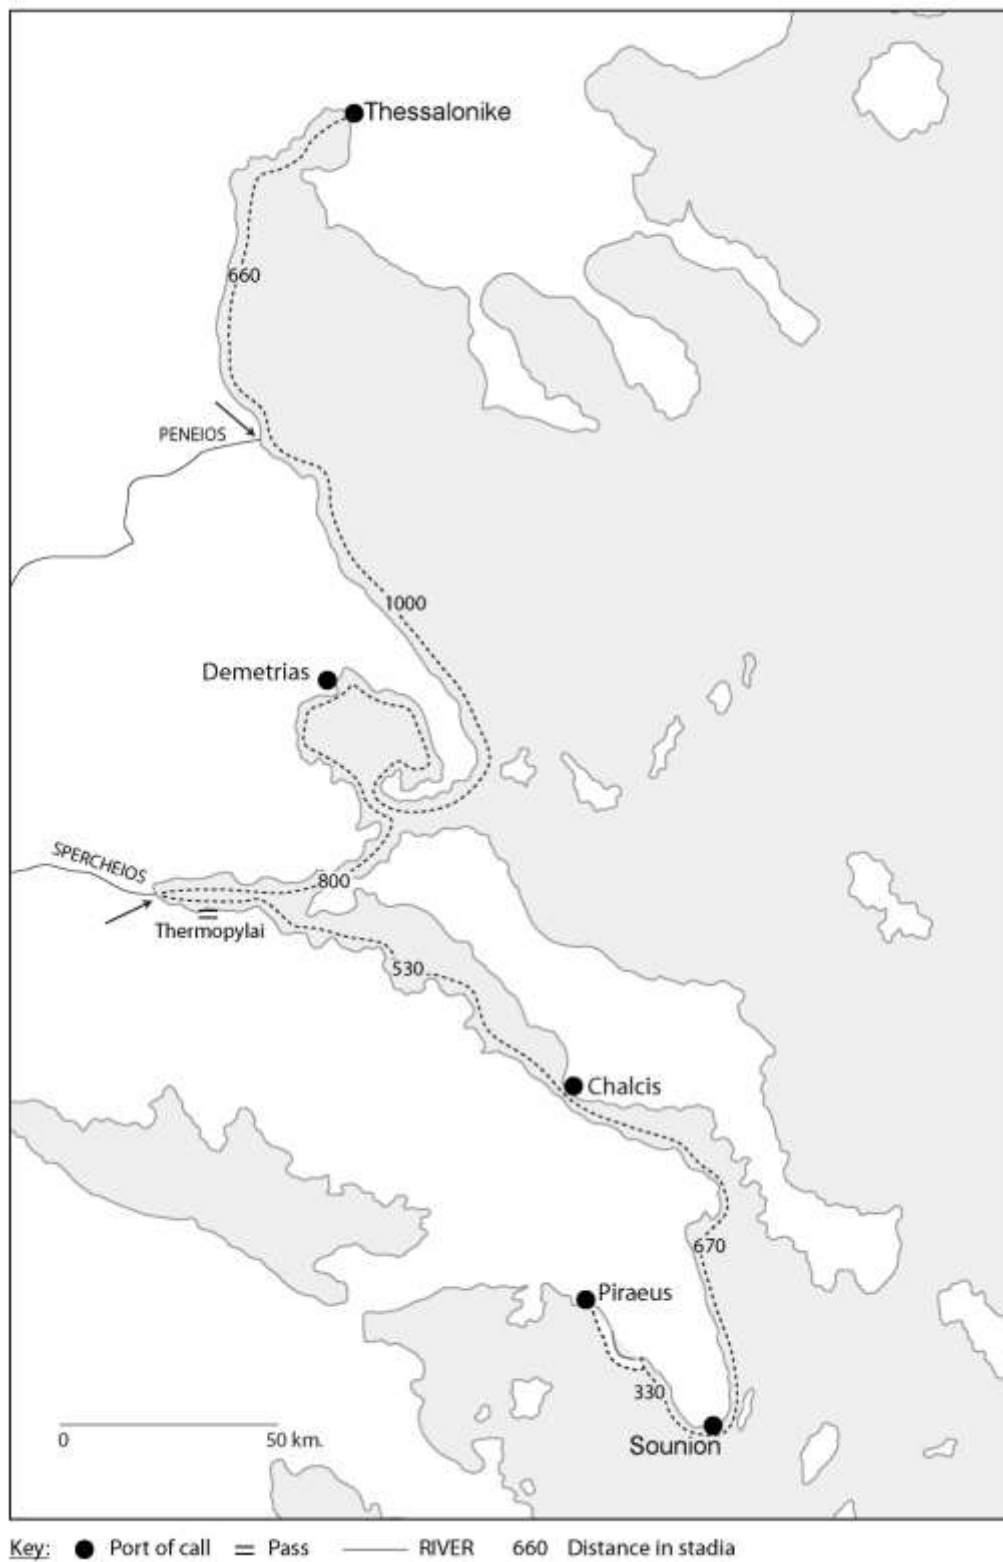 Thessalonike
660
PENEIOS
1000
Demetrias
SPERCHEIOS
800
Thermopylai
530
Chalcis
670
Piraeus
330
Sounion
0 50 km.
Key: Port of call Pass RIVER 660 Distance in stadia